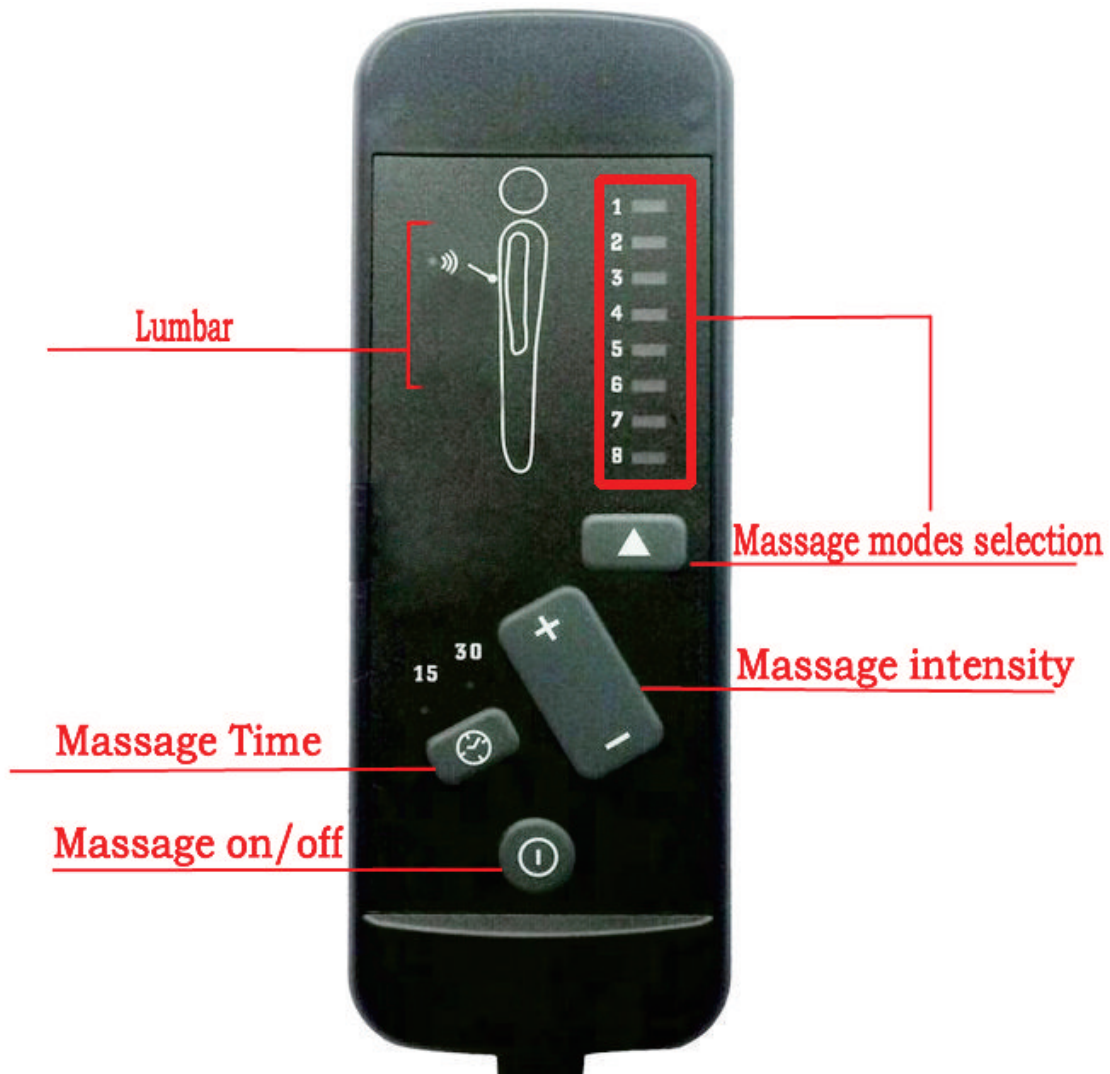 1
2
3
4
5
6
7
8
Lumbar
Massage modes selection
30
15
+
Massage intensity
−
Massage Time
Massage on/off